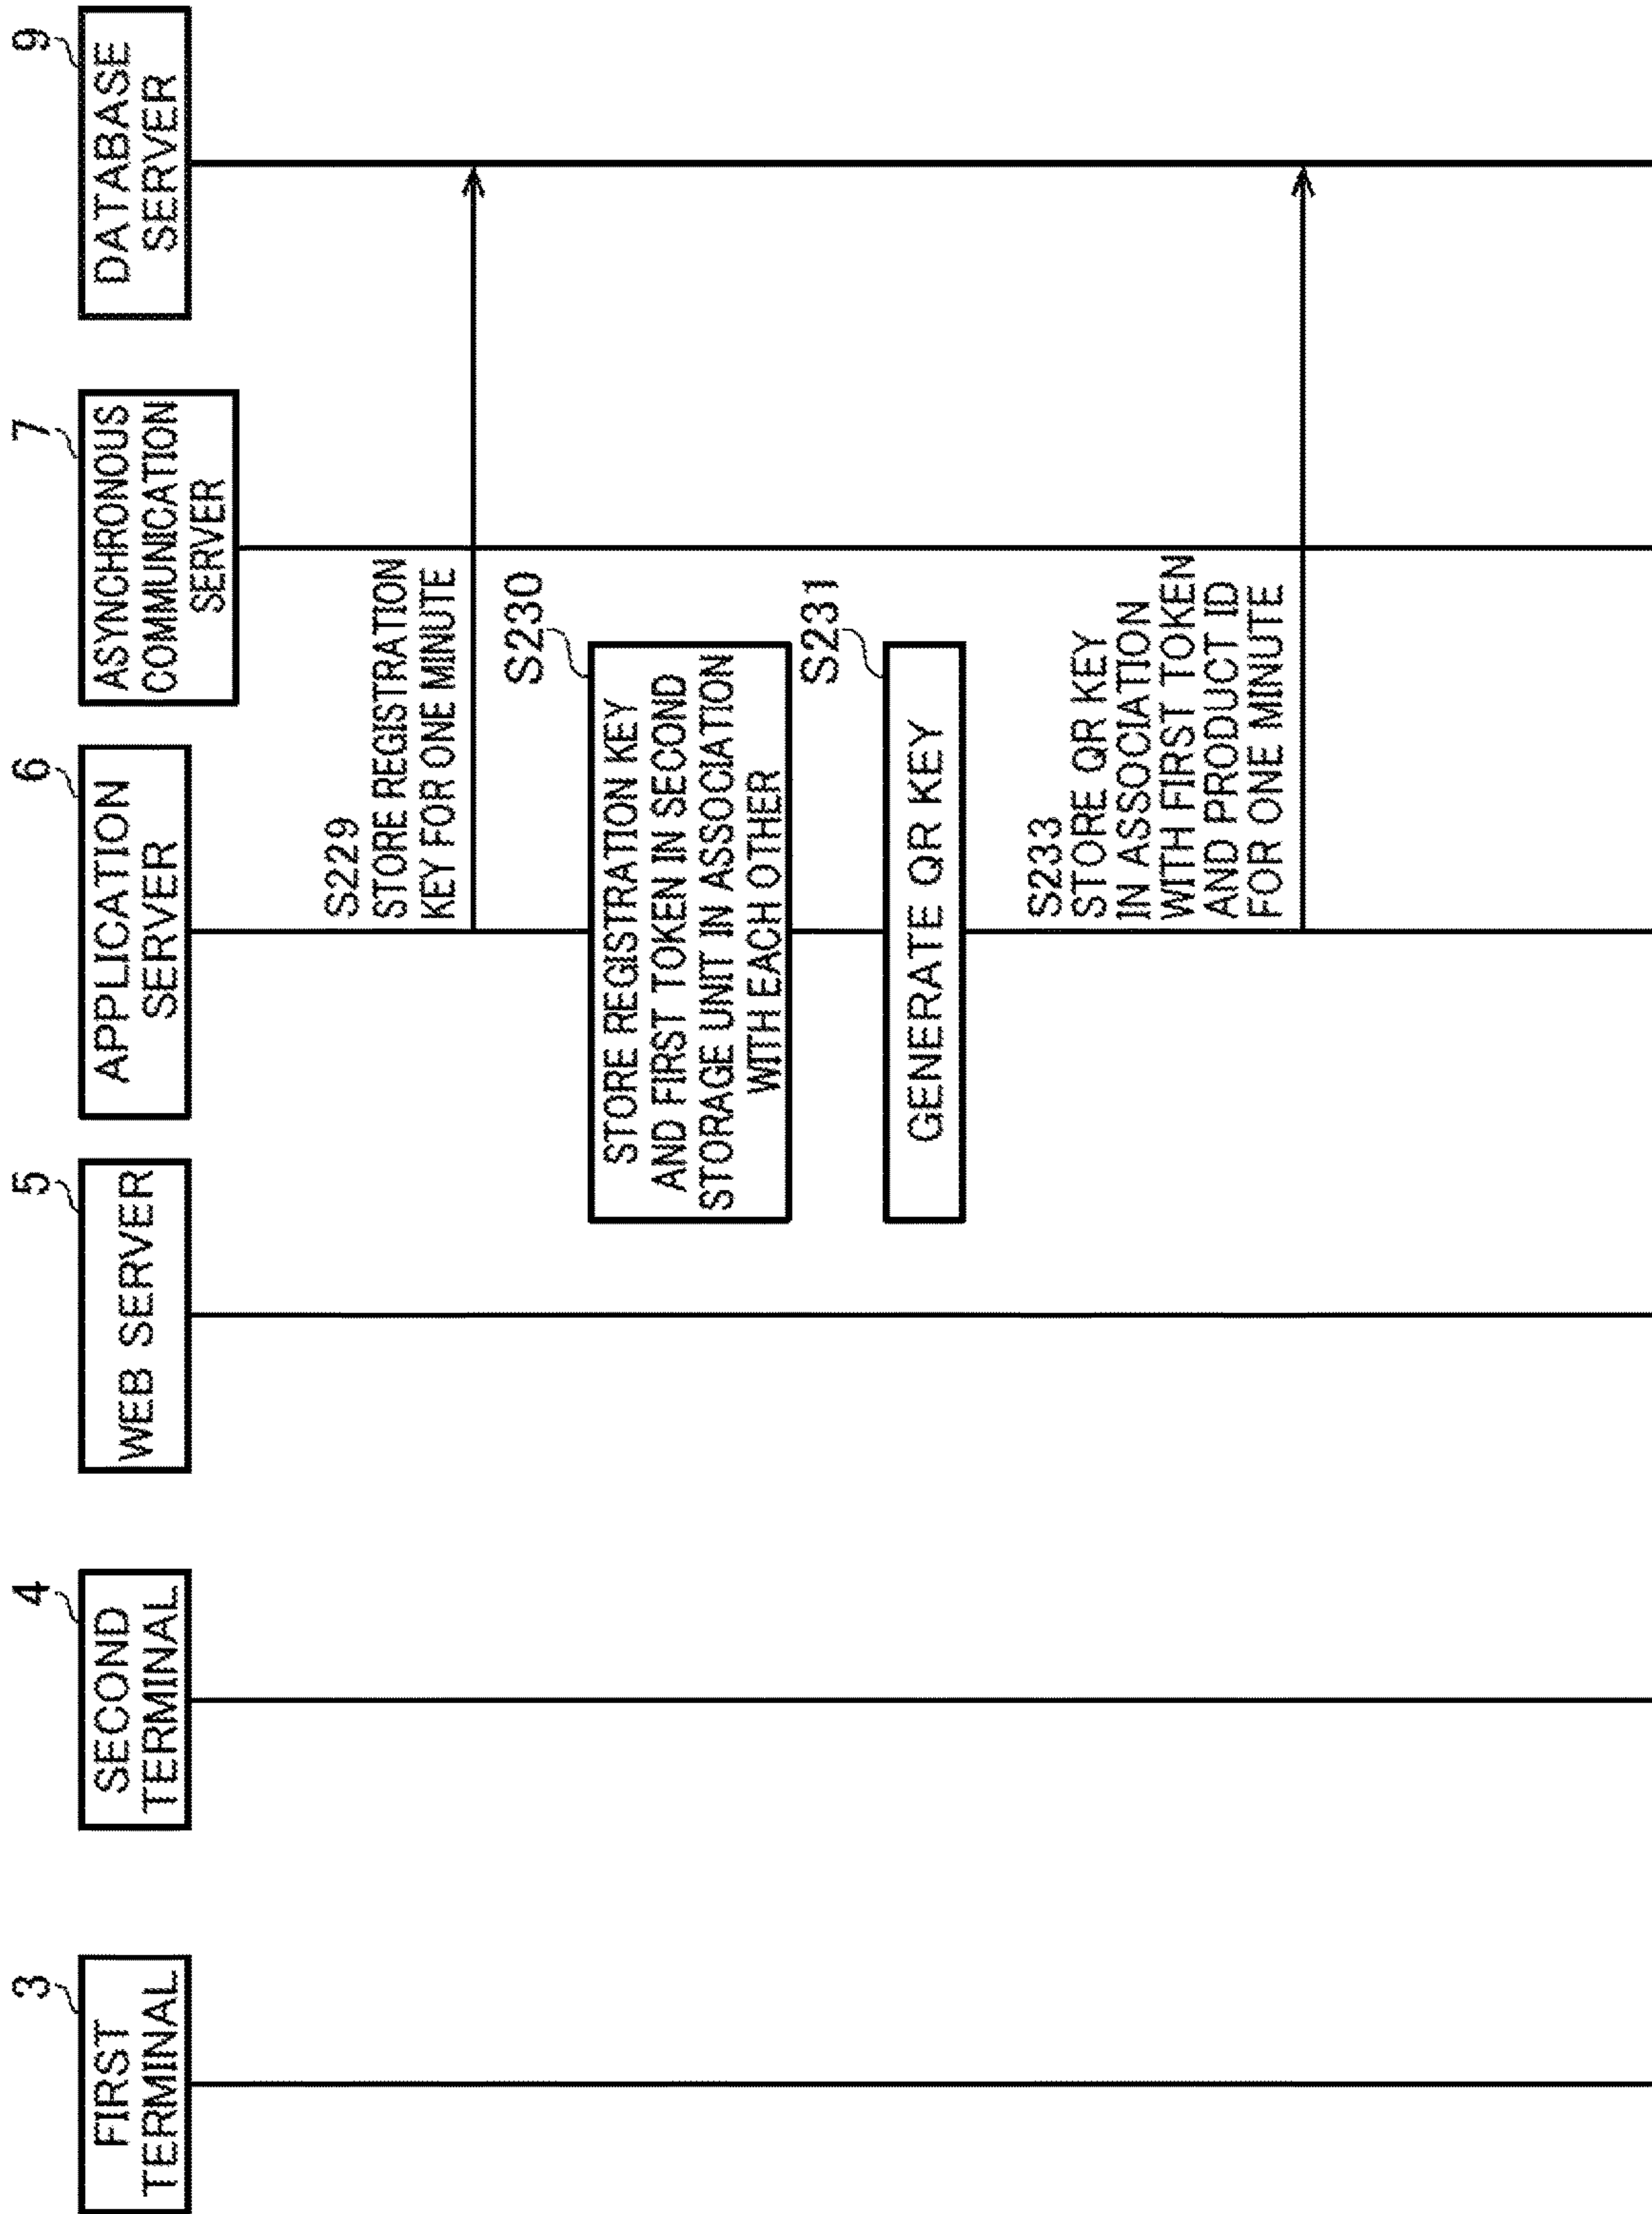 3
FIRST
TERMINAL
4
SECOND
TERMINAL
5
WEB SERVER
6
APPLICATION
SERVER
7
ASYNCHRONOUS
COMMUNICATION
SERVER
9
DATABASE
SERVER
S229
STORE REGISTRATION
KEY FOR ONE MINUTE
S230
STORE REGISTRATION KEY
AND FIRST TOKEN IN SECOND
STORAGE UNIT IN ASSOCIATION
WITH EACH OTHER
S231
GENERATE QR KEY
S233
STORE QR KEY
IN ASSOCIATION
WITH FIRST TOKEN
AND PRODUCT ID
FOR ONE MINUTE